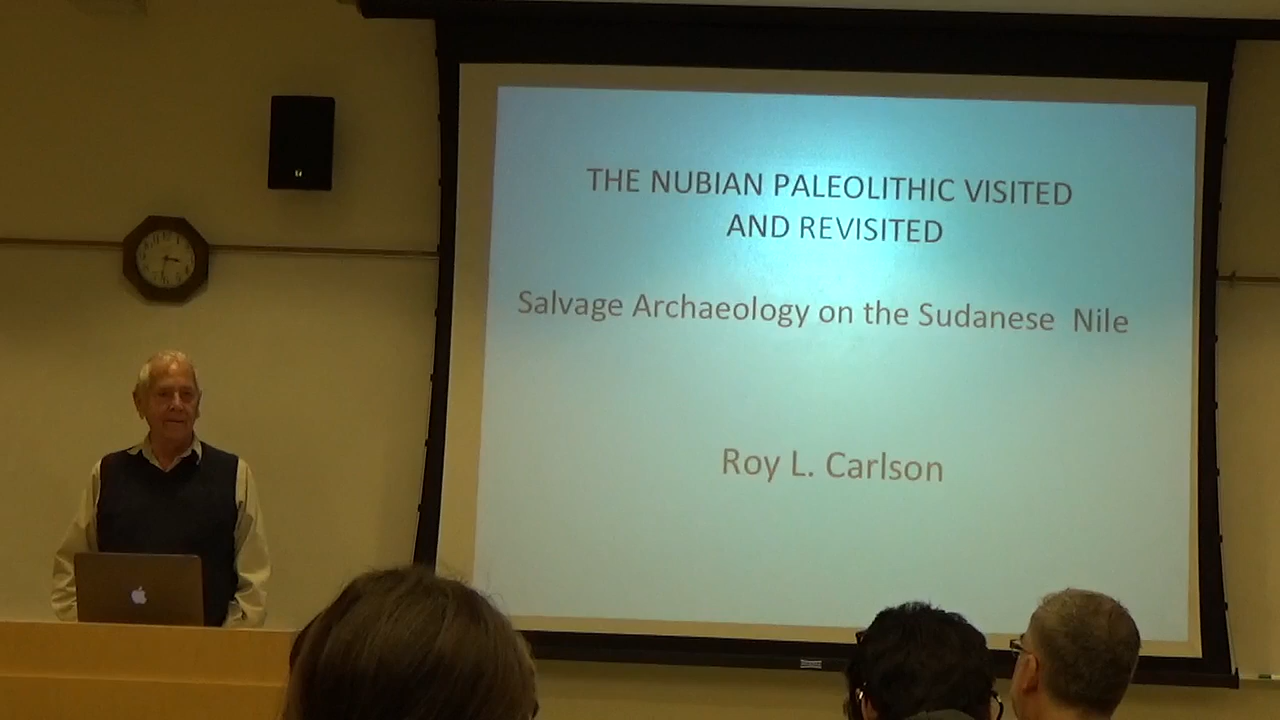 THE NUBIAN PALEOLITHIC VISITED
AND REVISITED
Salvage Archaeology on the Sudanese Nile
Roy L. Carlson